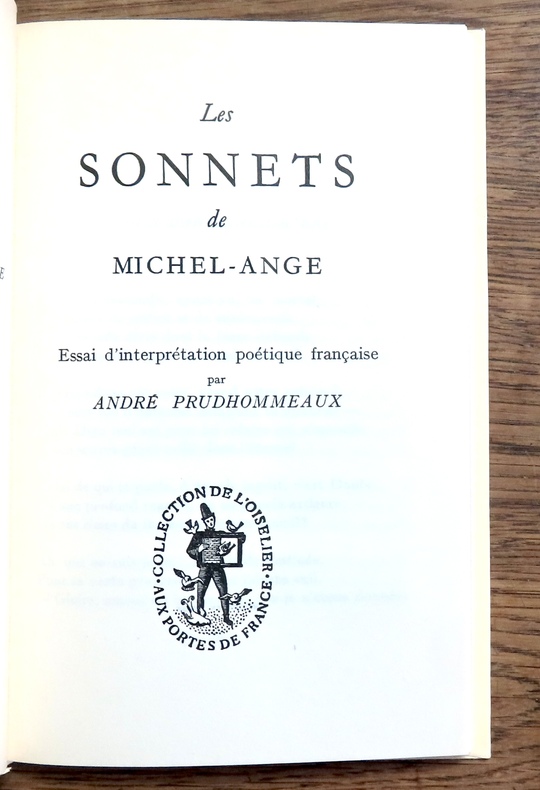 Les
SONNETS
de
MICHEL-ANGE
Essai d'interprétation poétique française
par
ANDRÉ PRUDHOMMEAUX
COLLECTION DE L'OISELIER
AUX PORTES DE FRANCE